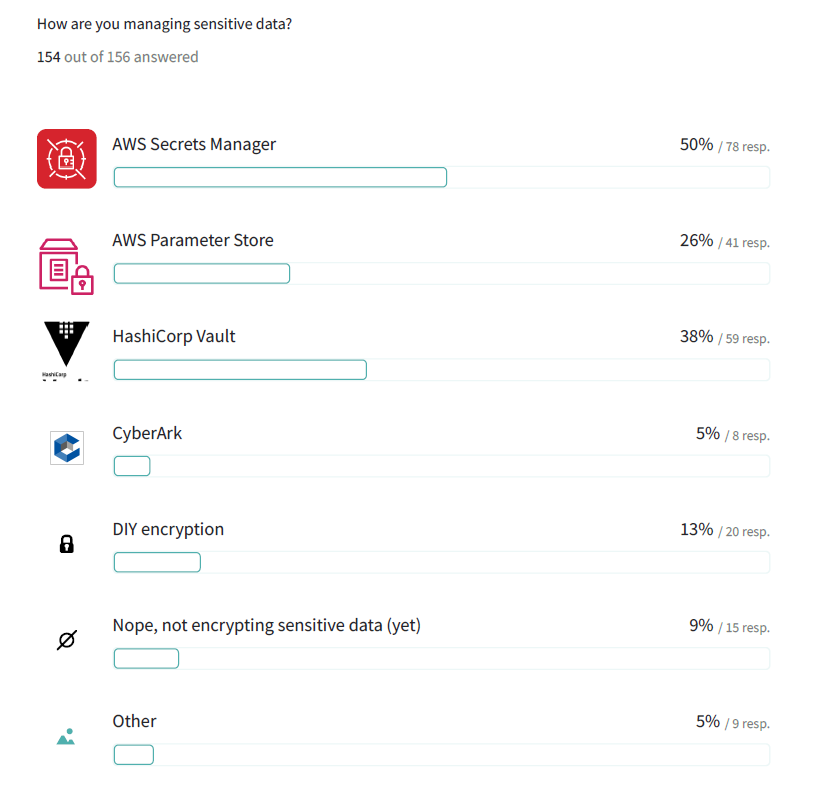 How are you managing sensitive data?
154 out of 156 answered
AWS Secrets Manager 50% / 78 resp.
AWS Parameter Store 26% / 41 resp.
HashiCorp Vault 38% / 59 resp.
HashiCorp
CyberArk 5% / 8 resp.
DIY encryption 13% / 20 resp.
Nope, not encrypting sensitive data (yet) 9% / 15 resp.
Other 5% / 9 resp.